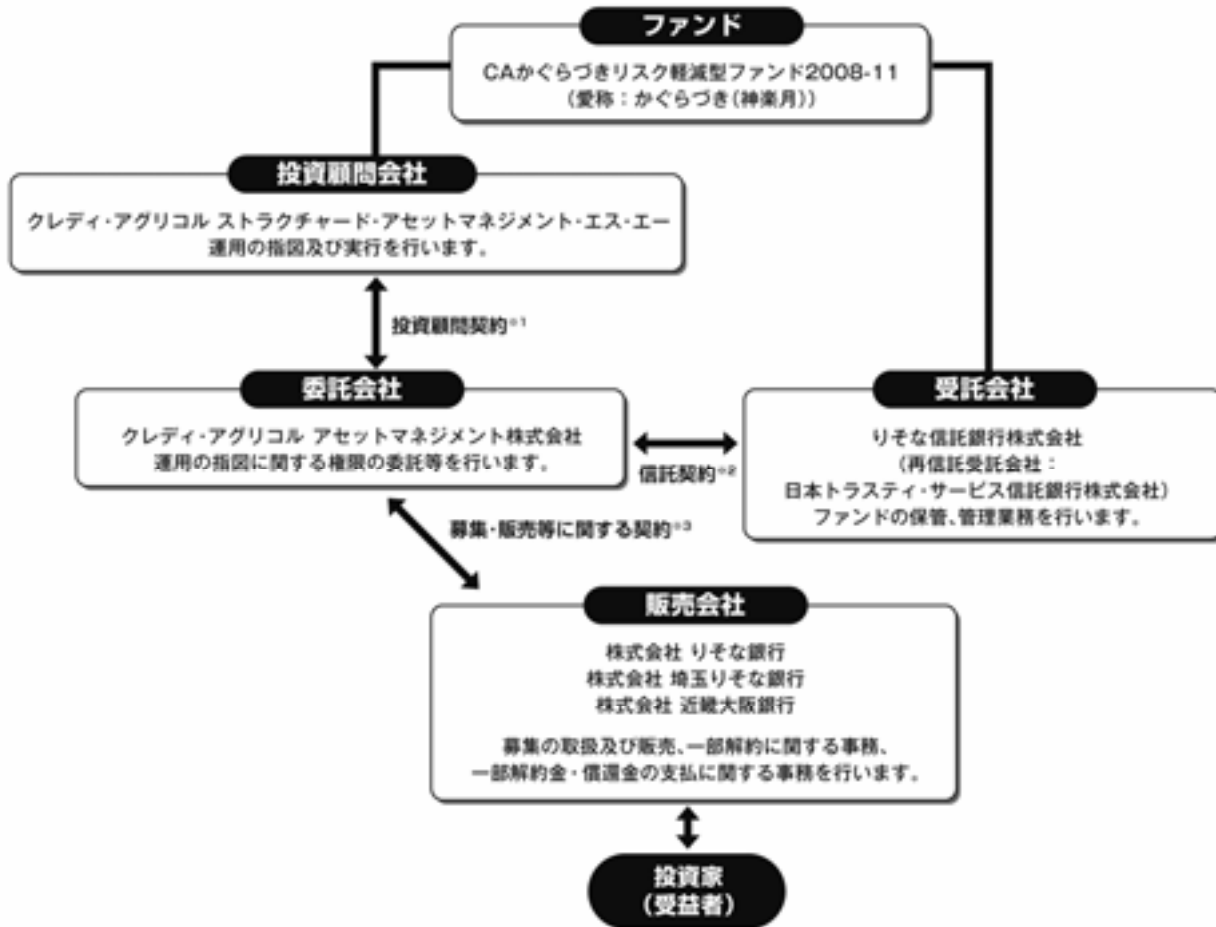 ファンド
CAかぐらづきリスク軽減型ファンド2008-11
(愛称：かぐらづき(神楽月))
投資顧問会社
クレディ・アグリコル ストラクチャード・アセットマネジメント・エス・エー
運用の指図及び実行を行います。
投資顧問契約※1
委託会社
クレディ・アグリコル アセットマネジメント株式会社
運用の指図に関する権限の委託等を行います。
信託契約※2
受託会社
りそな信託銀行株式会社
(再信託受託会社：
日本トラスティ・サービス信託銀行株式会社)
ファンドの保管、管理業務を行います。
募集・販売等に関する契約※3
販売会社
株式会社 りそな銀行
株式会社 埼玉りそな銀行
株式会社 近畿大阪銀行
募集の取扱及び販売、一部解約に関する事務、
一部解約金・償還金の支払に関する事務を行います。
投資家
(受益者)